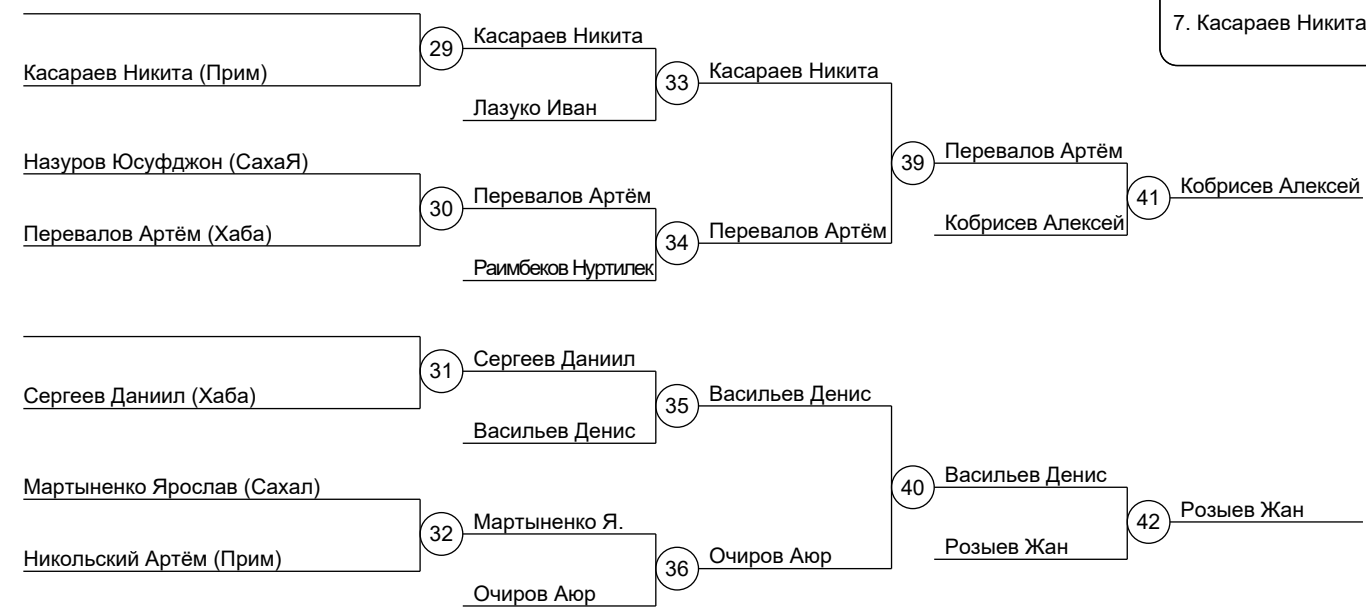 7. Касараев Никита
29
Касараев Никита
Касараев Никита (Прим)
33
Касараев Никита
Лазуко Иван
Назуров Юсуфджон (СахаЯ)
39
Перевалов Артём
30
Перевалов Артём
41
Кобрисев Алексей
Перевалов Артём (Хаба)
34
Перевалов Артём
Кобрисев Алексей
Раимбеков Нуртилек
31
Сергеев Даниил
Сергеев Даниил (Хаба)
35
Васильев Денис
Васильев Денис
Мартыненко Ярослав (Сахал)
40
Васильев Денис
32
Мартыненко Я.
42
Розыев Жан
Никольский Артём (Прим)
36
Очиров Аюр
Розыев Жан
Очиров Аюр